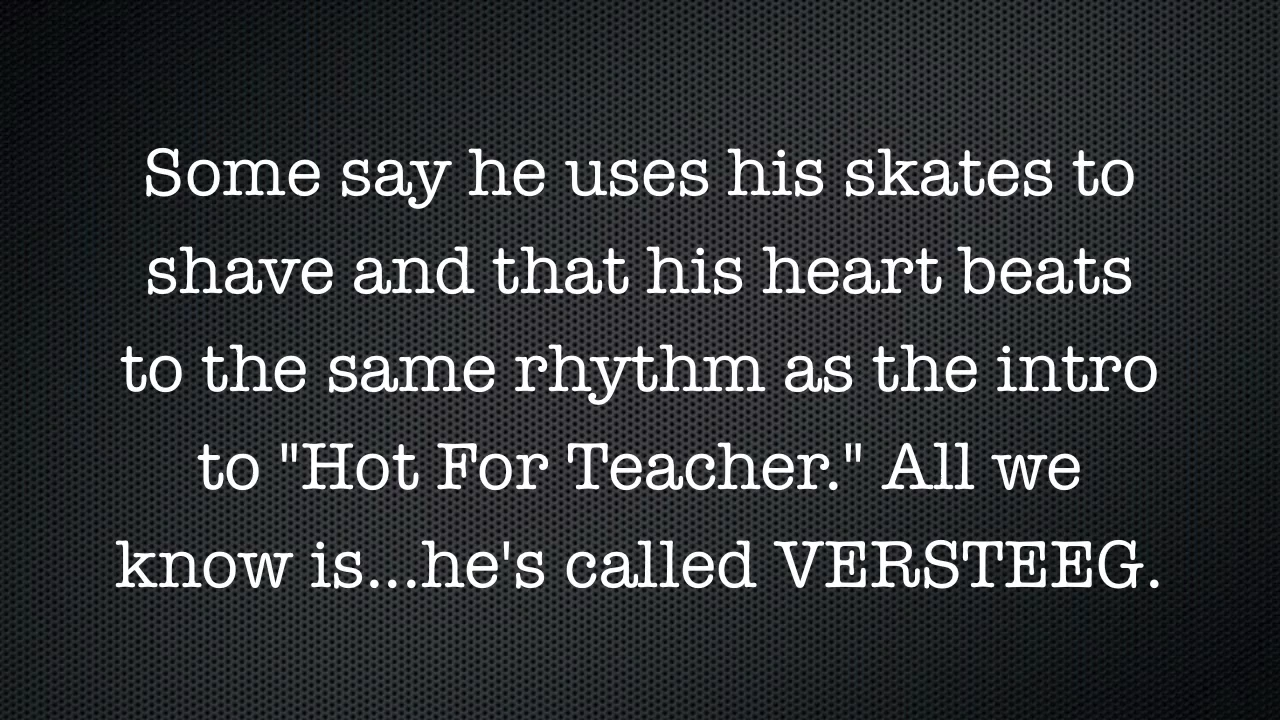 Some say he uses his skates to
shave and that his heart beats
to the same rhythm as the intro
to "Hot For Teacher." All we
know is...he's called VERSTEEG.